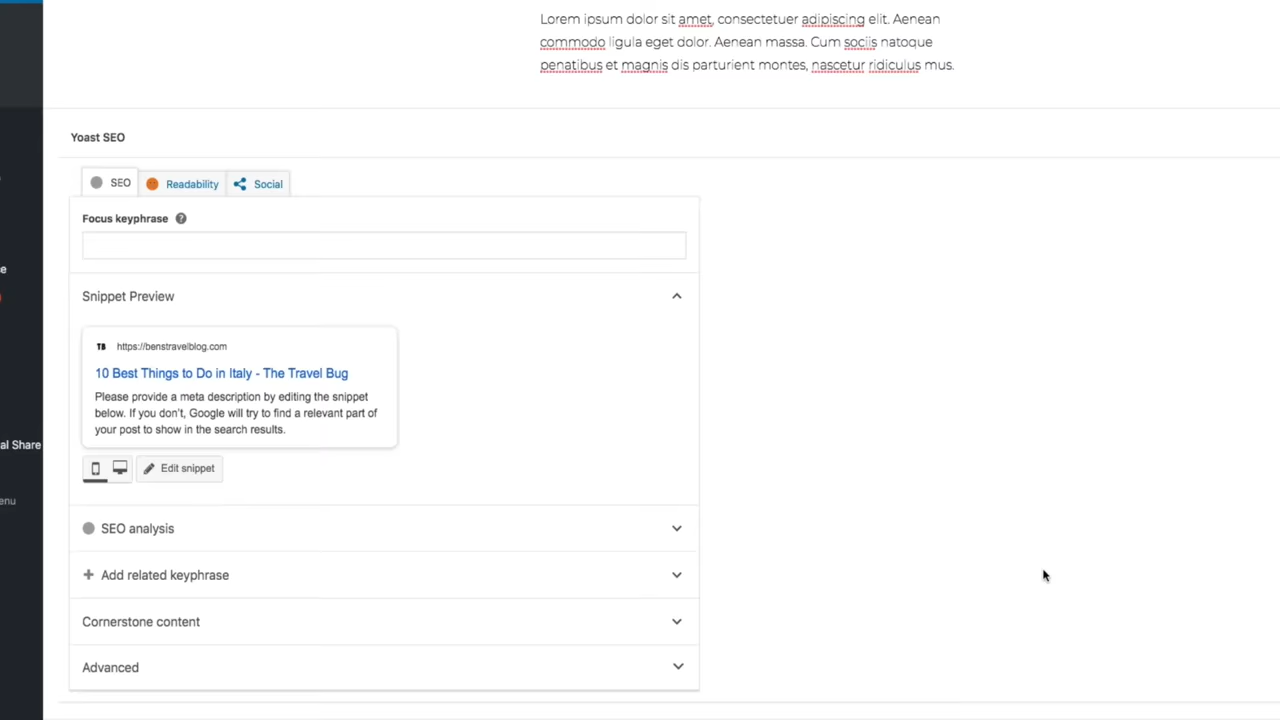 Lorem ipsum dolor sit amet, consectetuer adipiscing elit. Aenean
commodo ligula eget dolor. Aenean massa. Cum sociis natoque
penatibus et magnis dis parturient montes, nascetur ridiculus mus.
Yoast SEO
SEO Readability Social
Focus keyphrase ?
Snippet Preview
TB https://benstravelblog.com
10 Best Things to Do in Italy - The Travel Bug
Please provide a meta description by editing the snippet
below. If you don't, Google will try to find a relevant part of
your post to show in the search results.
al Share
Edit snippet
enu
SEO analysis
Add related keyphrase
Cornerstone content
Advanced